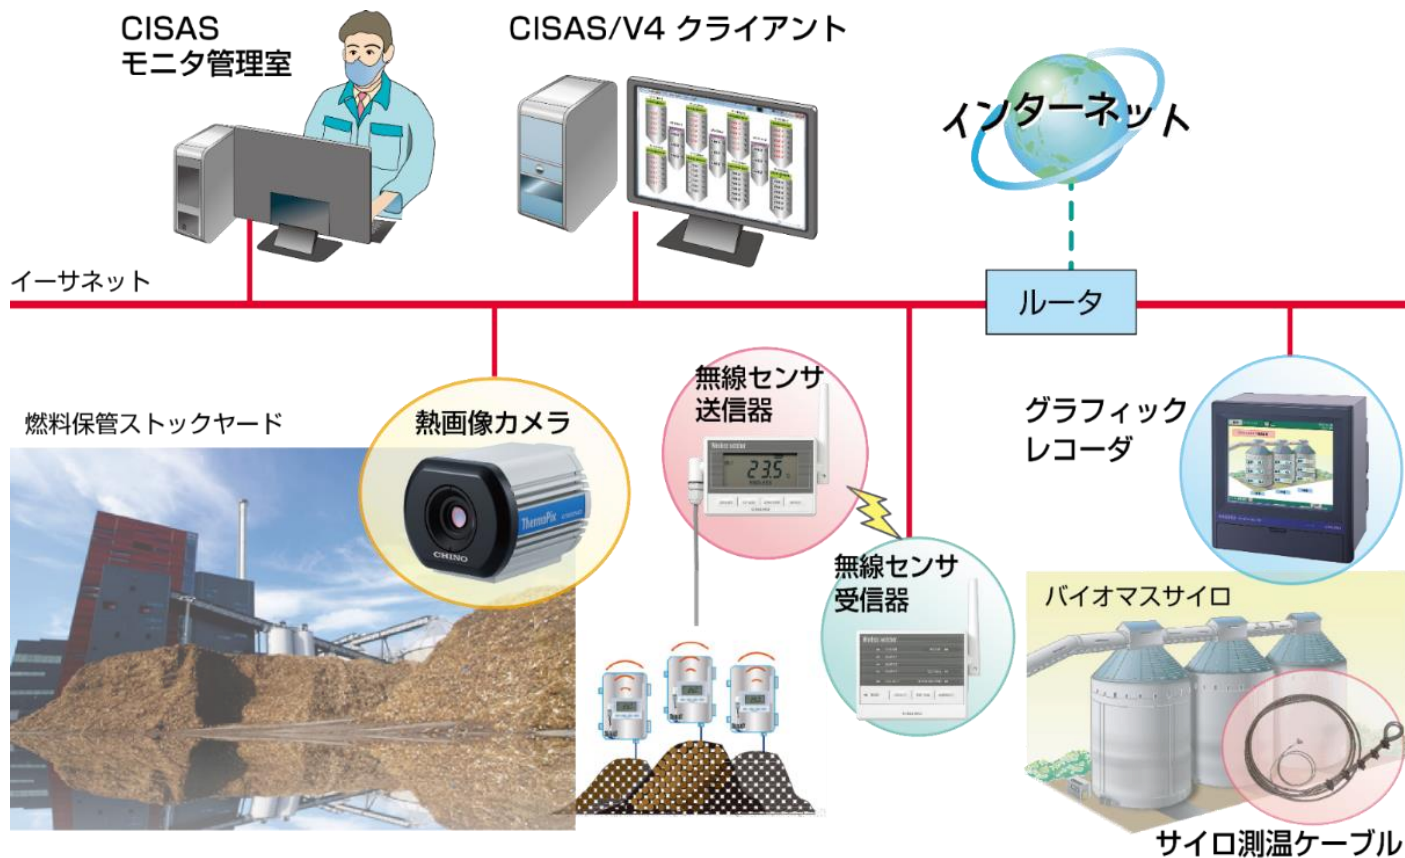 CISAS
モニタ管理室
CISAS/V4 クライアント
インターネット
イーサネット
ルータ
燃料保管ストックヤード
熱画像カメラ
ThermoPix
CHINO
無線センサ
送信器
23.5
無線センサ
受信器
グラフィック
レコーダ
バイオマスサイロ
サイロ測温ケーブル